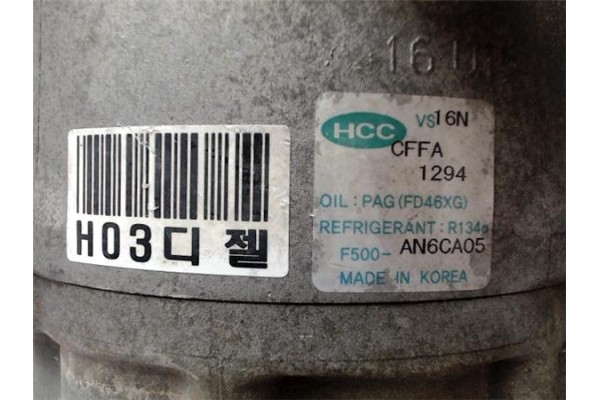 16
HCC VS16N
CFFA
1294
OIL : PAG (FD46XG)
REFRIGERANT : R134a
F500-AN6CA05
MADE IN KOREA
H03디젤